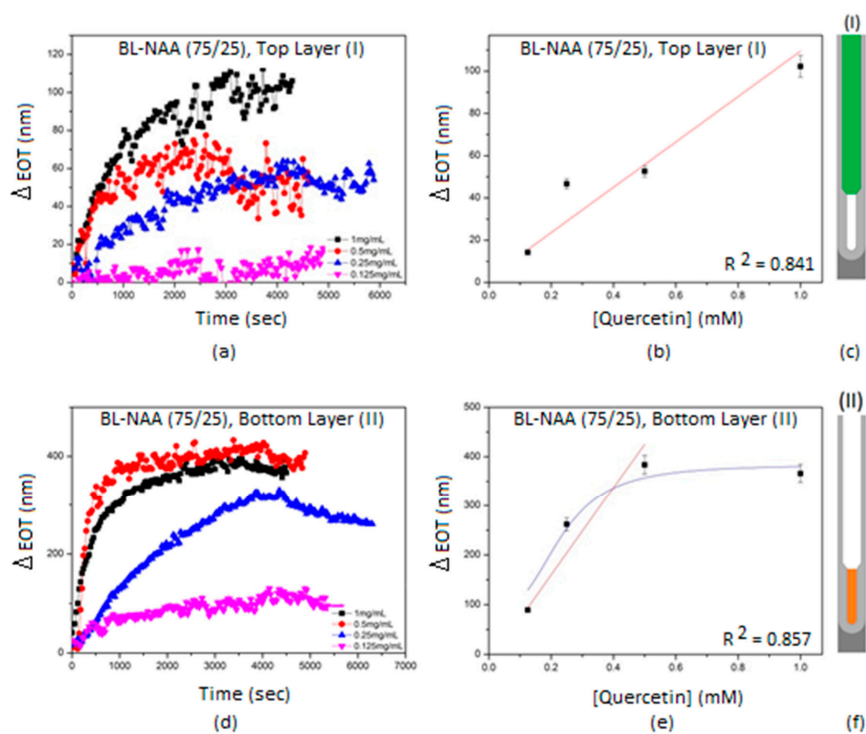 BL-NAA (75/25), Top Layer (I)
Δ EOT (nm)
120
100
80
60
40
20
0
1mg/mL
0.5mg/mL
0.25mg/mL
0.125mg/mL
0 1000 2000 3000 4000 5000 6000
Time (sec)
(a)
BL-NAA (75/25), Top Layer (I)
Δ EOT (nm)
100
80
60
40
20
0
R 2 = 0.841
0.0 0.2 0.4 0.6 0.8 1.0
[Quercetin] (mM)
(b)
(I)
(c)
BL-NAA (75/25), Bottom Layer (II)
Δ EOT (nm)
400
200
0
1mg/mL
0.5mg/mL
0.25mg/mL
0.125mg/mL
0 1000 2000 3000 4000 5000 6000 7000
Time (sec)
(d)
BL-NAA (75/25), Bottom Layer (II)
Δ EOT (nm)
500
400
300
200
100
0
R 2 = 0.857
0.0 0.2 0.4 0.6 0.8 1.0
[Quercetin] (mM)
(e)
(II)
(f)